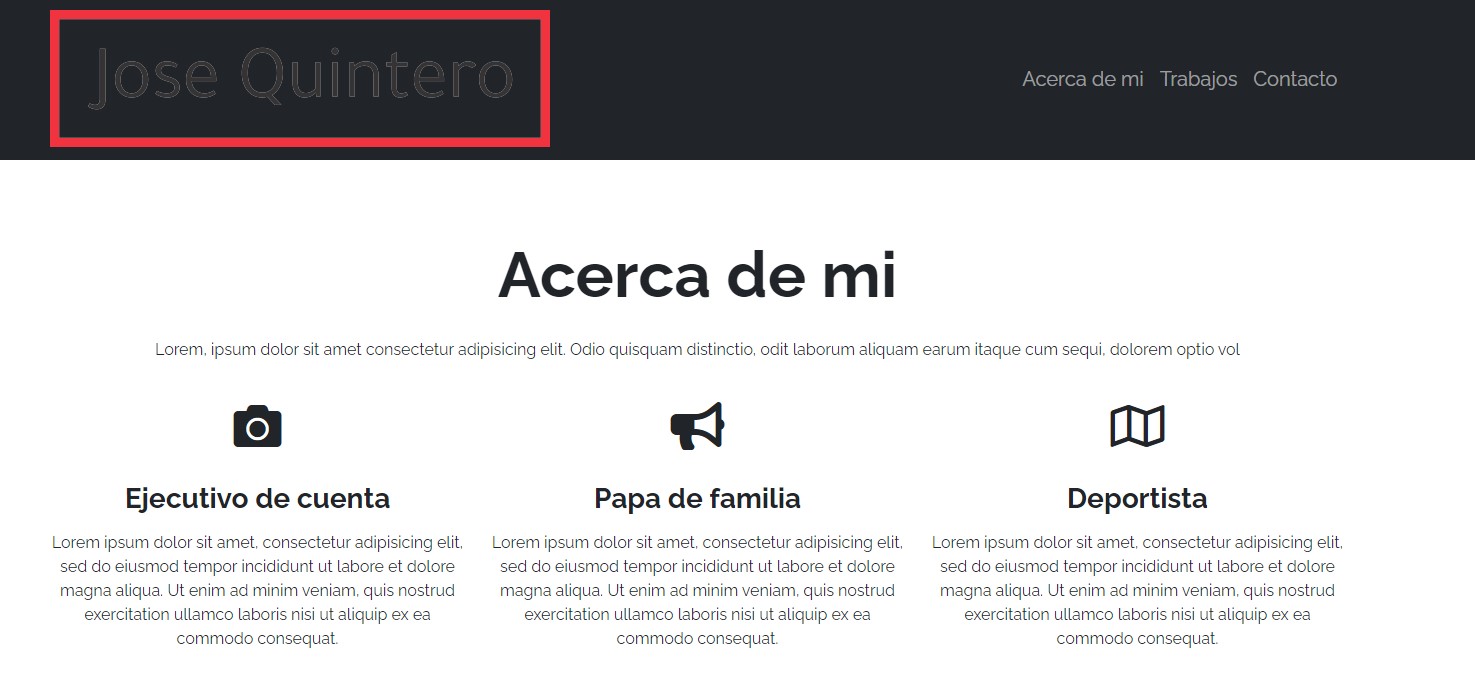 Jose Quintero
Acerca de mi Trabajos Contacto
Acerca de mi
Lorem, ipsum dolor sit amet consectetur adipisicing elit. Odio quisquam distinctio, odit laborum aliquam earum itaque cum sequi, dolorem optio vol
Ejecutivo de cuenta
Lorem ipsum dolor sit amet, consectetur adipisicing elit,
sed do eiusmod tempor incididunt ut labore et dolore
magna aliqua. Ut enim ad minim veniam, quis nostrud
exercitation ullamco laboris nisi ut aliquip ex ea
commodo consequat.
Papa de familia
Lorem ipsum dolor sit amet, consectetur adipisicing elit,
sed do eiusmod tempor incididunt ut labore et dolore
magna aliqua. Ut enim ad minim veniam, quis nostrud
exercitation ullamco laboris nisi ut aliquip ex ea
commodo consequat.
Deportista
Lorem ipsum dolor sit amet, consectetur adipisicing elit,
sed do eiusmod tempor incididunt ut labore et dolore
magna aliqua. Ut enim ad minim veniam, quis nostrud
exercitation ullamco laboris nisi ut aliquip ex ea
commodo consequat.